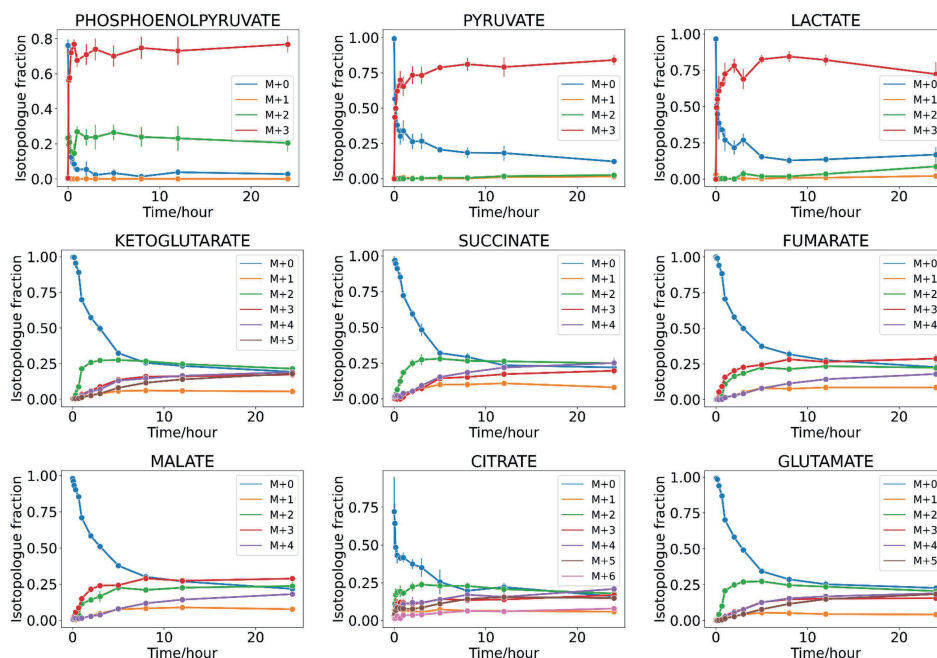 PHOSPHOENOLPYRUVATE
Isotopologue fraction
0.8
0.6
0.4
0.2
0.0
0
10
20
Time/hour
M+0
M+1
M+2
M+3
PYRUVATE
Isotopologue fraction
1.00
0.75
0.50
0.25
0.00
0
10
20
Time/hour
M+0
M+1
M+2
M+3
LACTATE
Isotopologue fraction
1.00
0.75
0.50
0.25
0.00
0
10
20
Time/hour
M+0
M+1
M+2
M+3
KETOGLUTARATE
Isotopologue fraction
1.00
0.75
0.50
0.25
0.00
0
10
20
Time/hour
M+0
M+1
M+2
M+3
M+4
M+5
SUCCINATE
Isotopologue fraction
1.00
0.75
0.50
0.25
0.00
0
10
20
Time/hour
M+0
M+1
M+2
M+3
M+4
FUMARATE
Isotopologue fraction
1.00
0.75
0.50
0.25
0.00
0
10
20
Time/hour
M+0
M+1
M+2
M+3
M+4
MALATE
Isotopologue fraction
1.00
0.75
0.50
0.25
0.00
0
10
20
Time/hour
M+0
M+1
M+2
M+3
M+4
CITRATE
Isotopologue fraction
0.75
0.50
0.25
0.00
0
10
20
Time/hour
M+0
M+1
M+2
M+3
M+4
M+5
M+6
GLUTAMATE
Isotopologue fraction
1.00
0.75
0.50
0.25
0.00
0
10
20
Time/hour
M+0
M+1
M+2
M+3
M+4
M+5